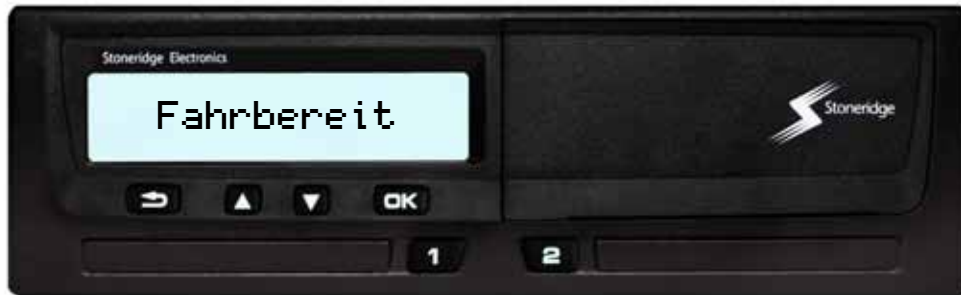 Stoneridge Electronics
Fahrbereit
Stoneridge
OK
1
2